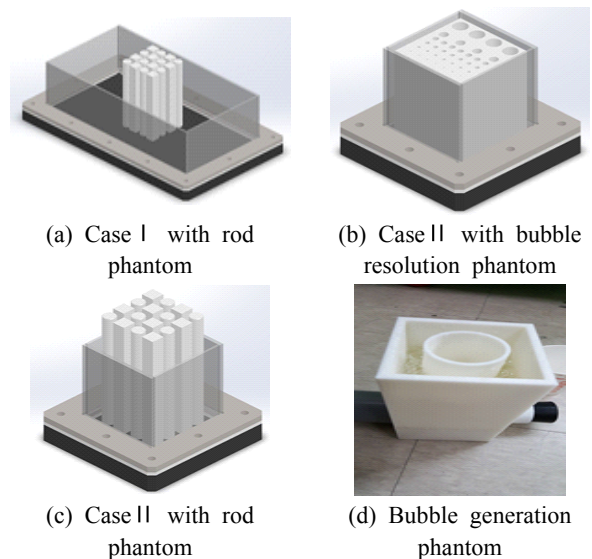 (a) Case Ⅰ with rod
phantom
(b) Case Ⅱ with bubble
resolution phantom
(c) Case Ⅱ with rod
phantom
(d) Bubble generation
phantom